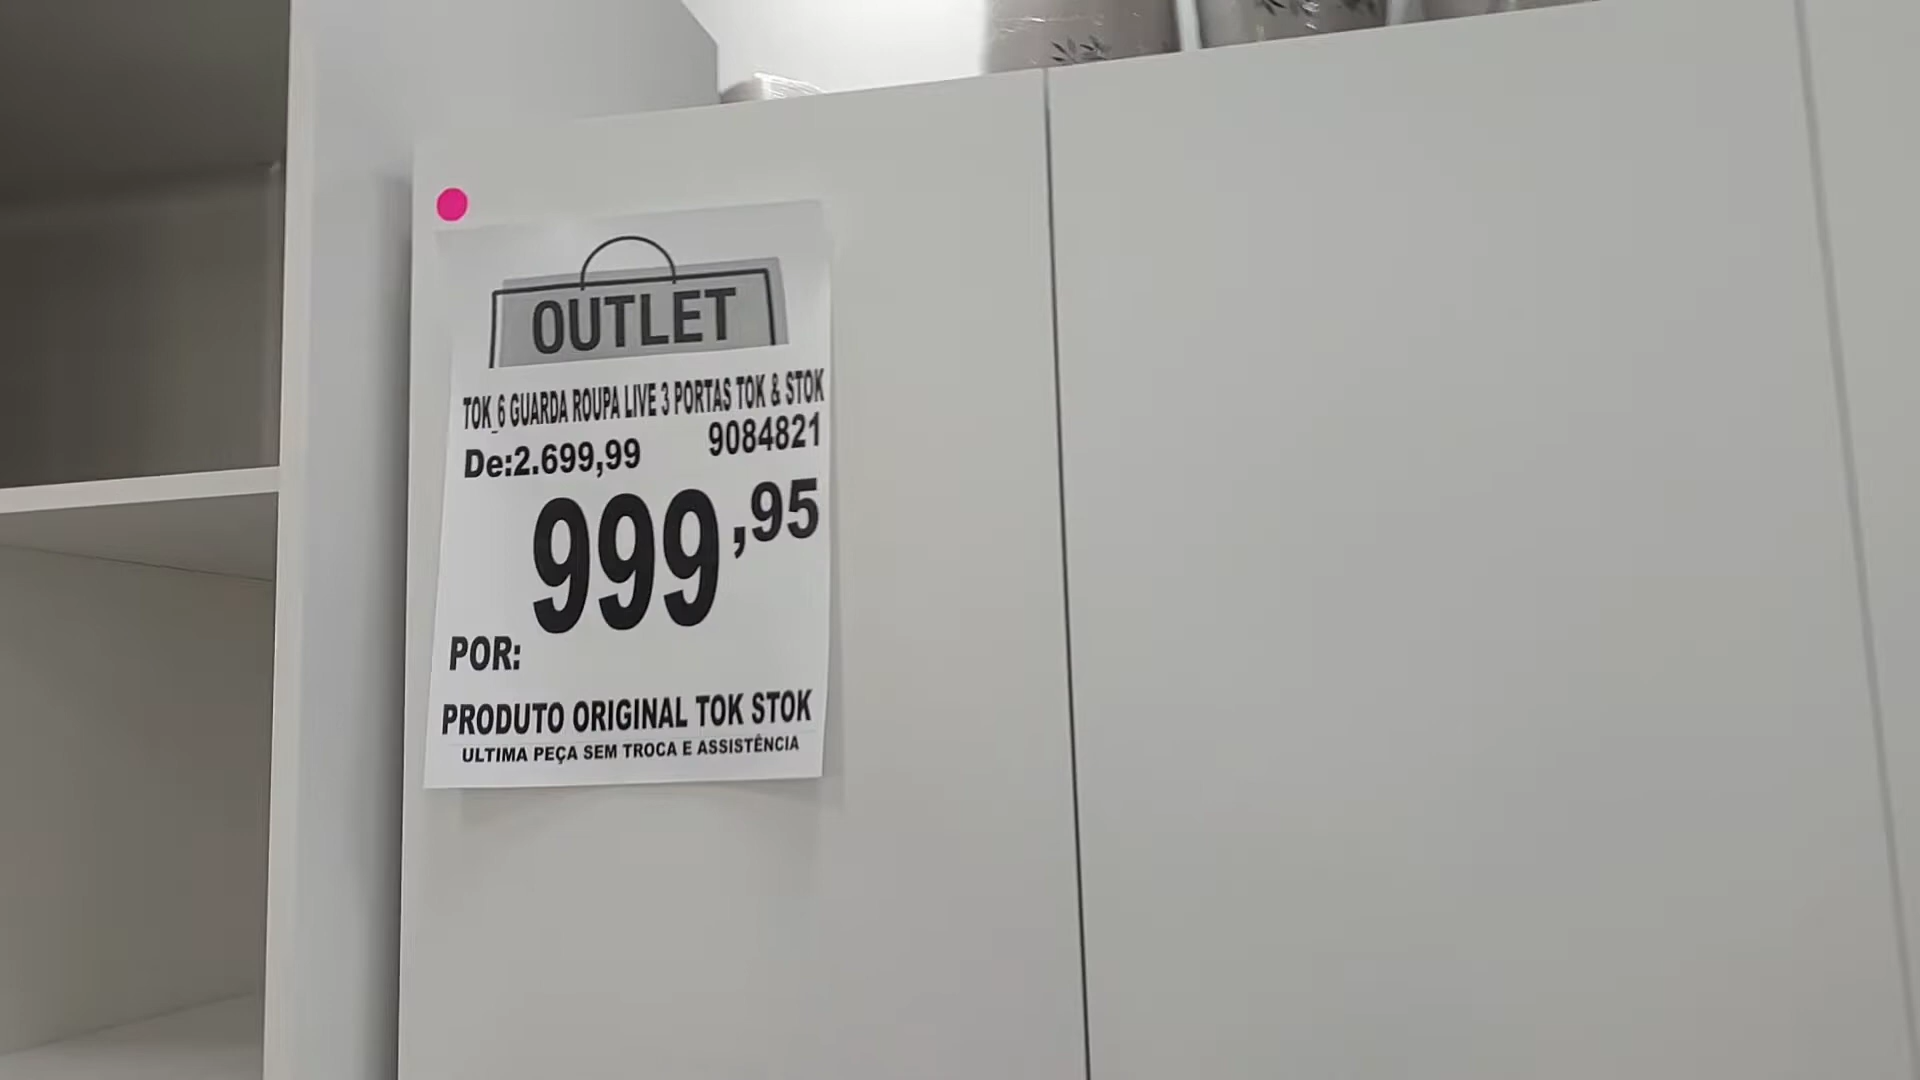 OUTLET
TOK_6 GUARDA ROUPA LIVE 3 PORTAS TOK & STOK
De:2.699,99 9084821
999,95
POR:
PRODUTO ORIGINAL TOK STOK
ULTIMA PEÇA SEM TROCA E ASSISTÊNCIA